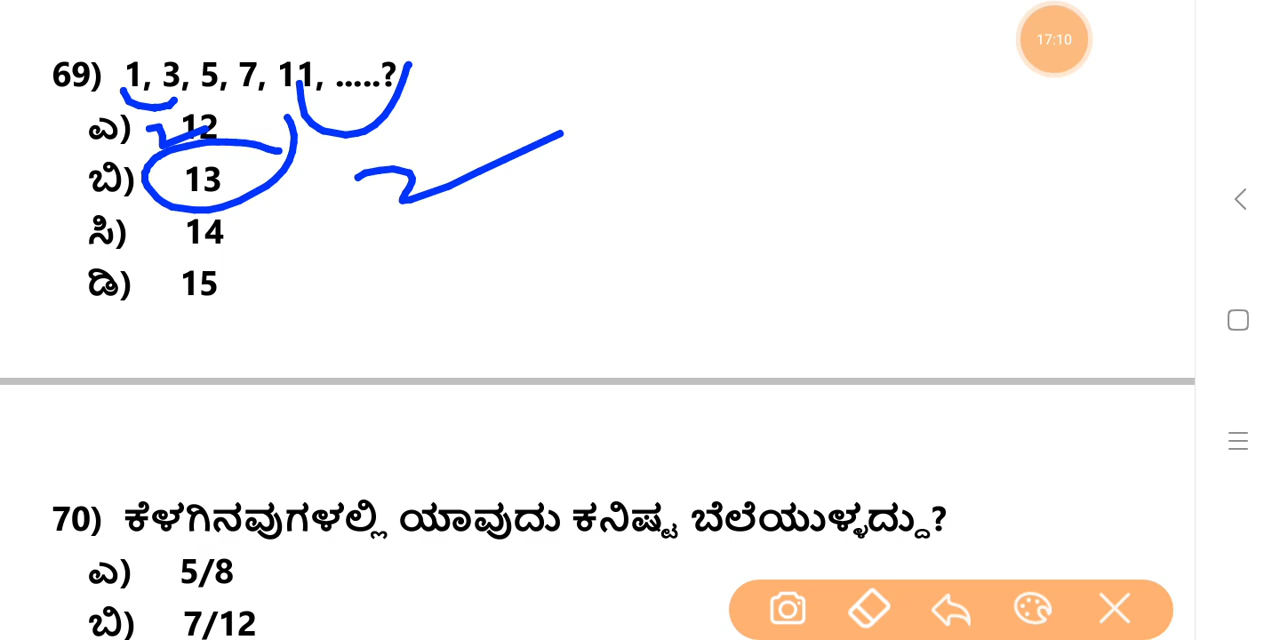 17:10
69) 1, 3, 5, 7, 11, .....?
ಎ) 12
ಬಿ) 13
ಸಿ) 14
ಡಿ) 15
70) ಕೆಳಗಿನವುಗಳಲ್ಲಿ ಯಾವುದು ಕನಿಷ್ಟ ಬೆಲೆಯುಳ್ಳದ್ದು?
ಎ) 5/8
ಬಿ) 7/12